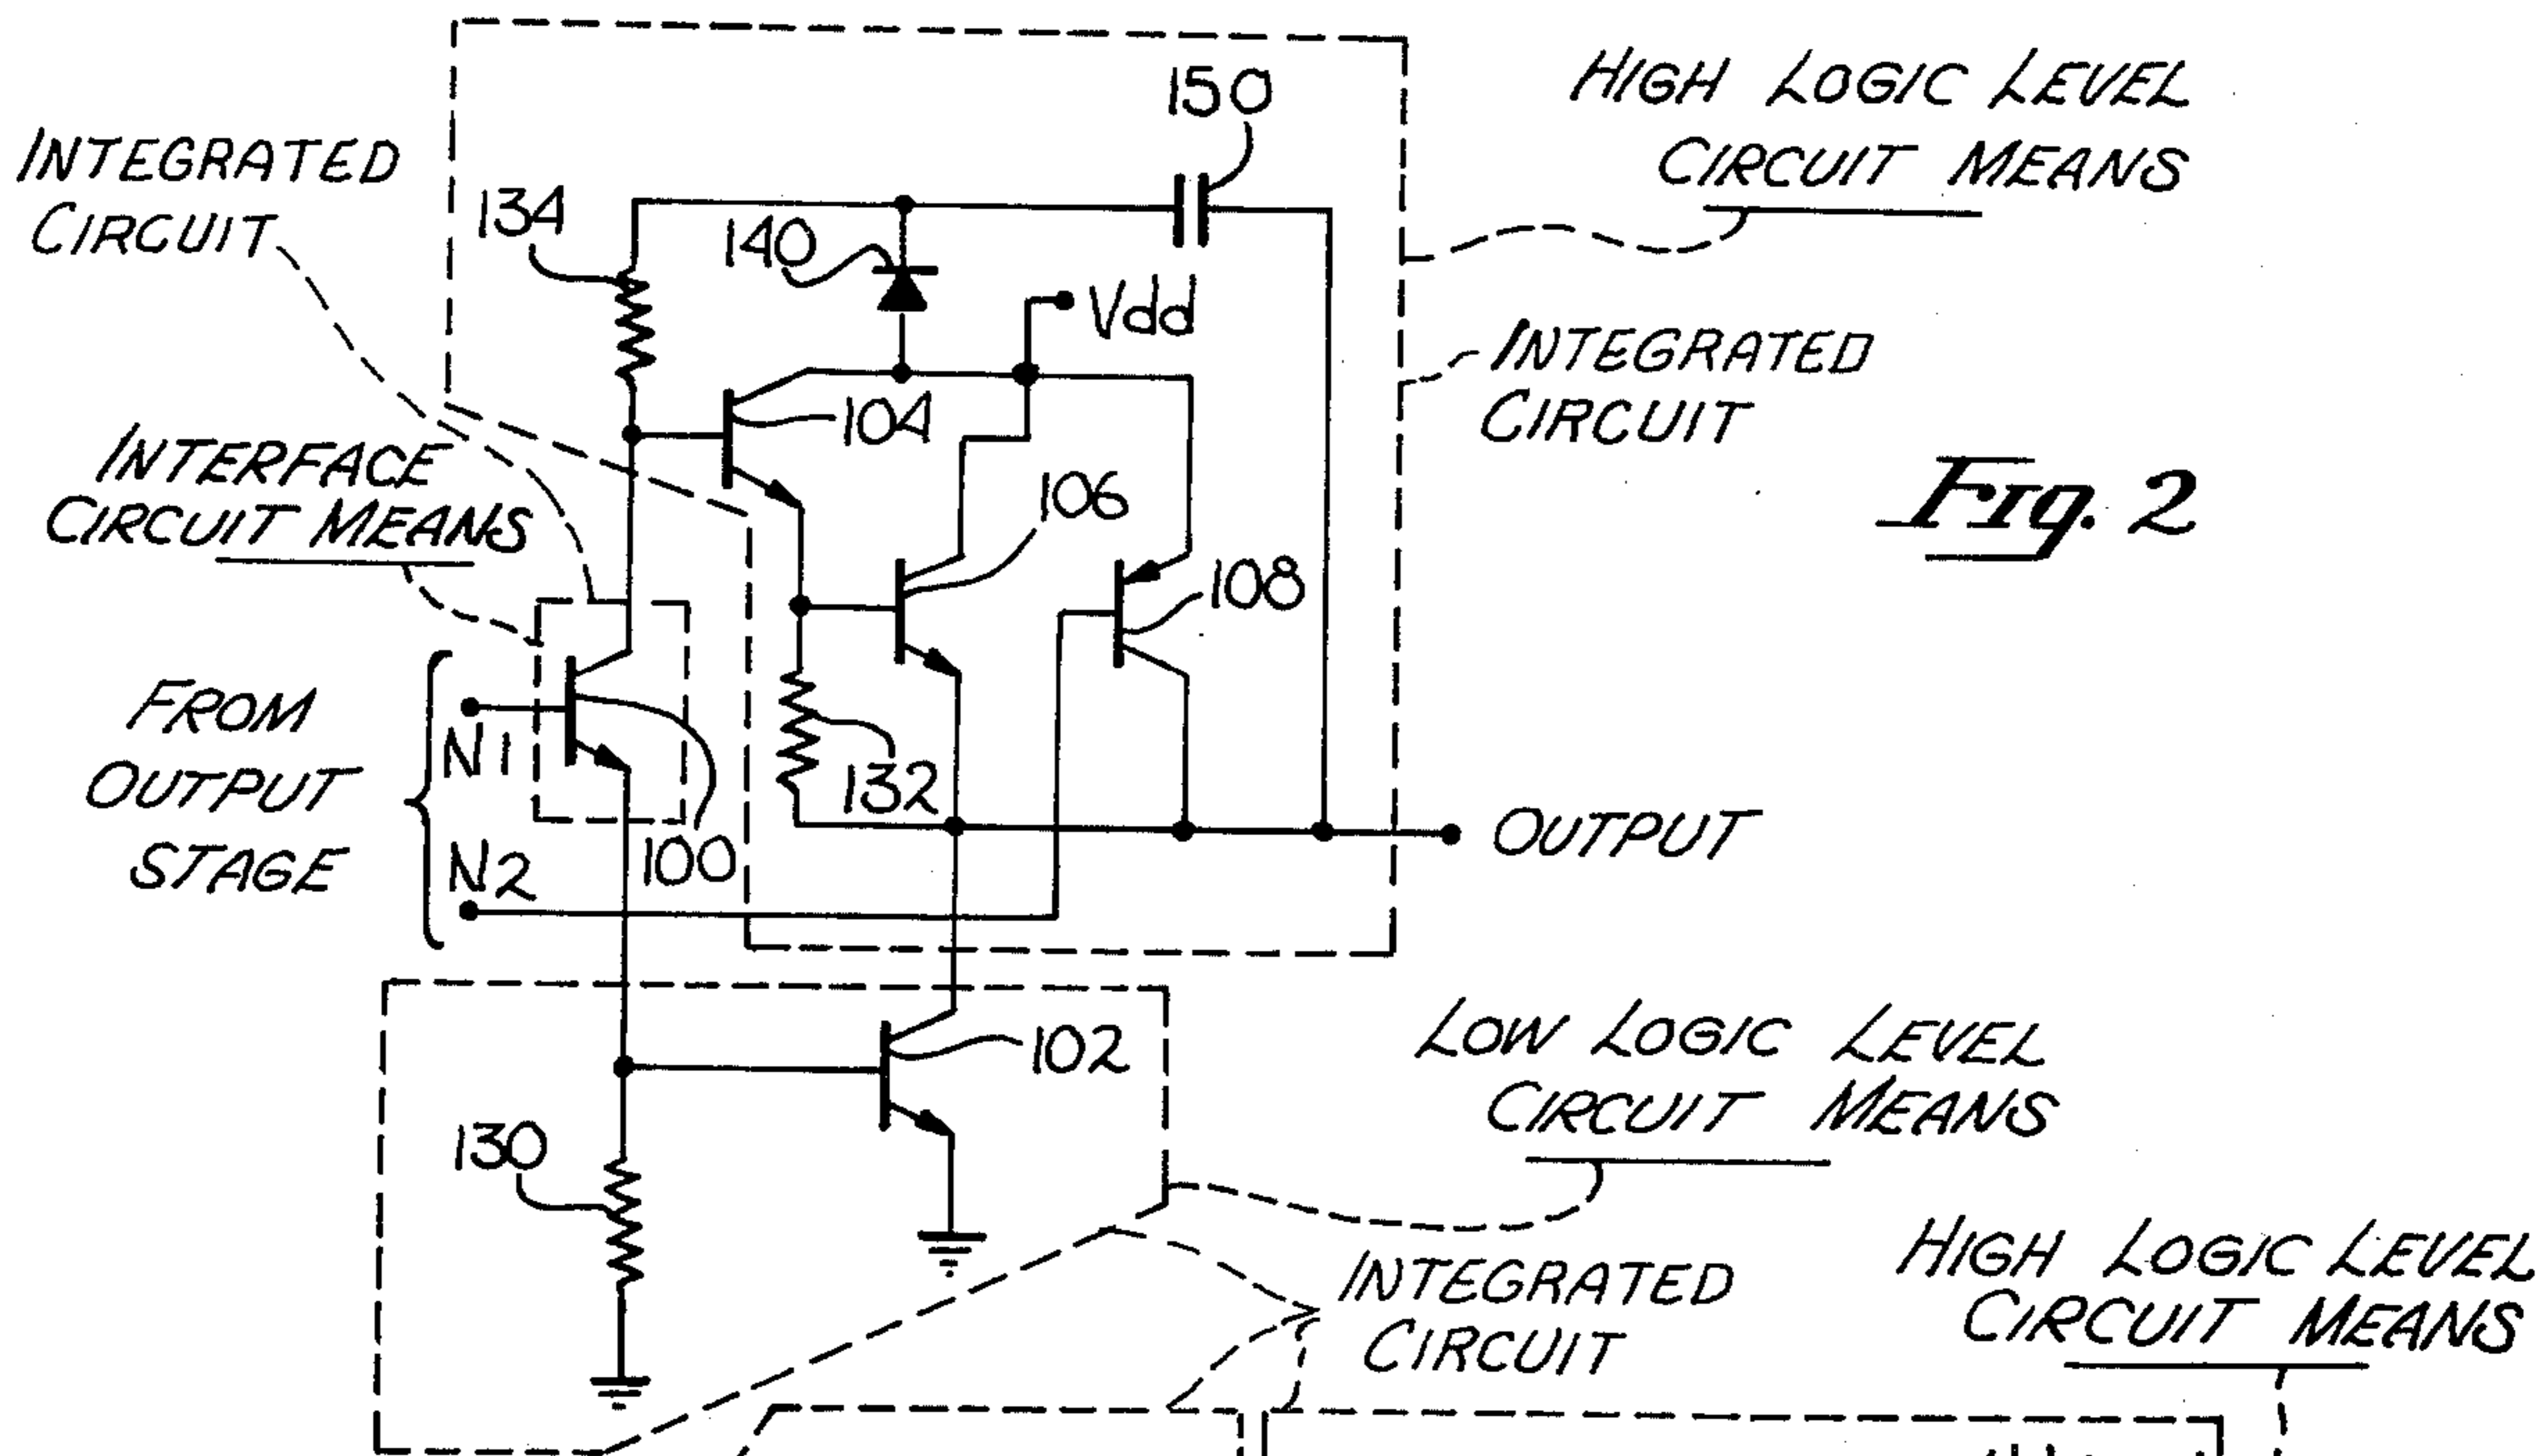 150
HIGH LOGIC LEVEL
CIRCUIT MEANS
INTEGRATED
CIRCUIT
134
140
Vdd
INTEGRATED
CIRCUIT
104
INTERFACE
CIRCUIT MEANS
106
Fig. 2
108
FROM
OUTPUT
STAGE
N1
132
OUTPUT
100
N2
102
LOW LOGIC LEVEL
CIRCUIT MEANS
130
INTEGRATED
CIRCUIT
HIGH LOGIC LEVEL
CIRCUIT MEANS